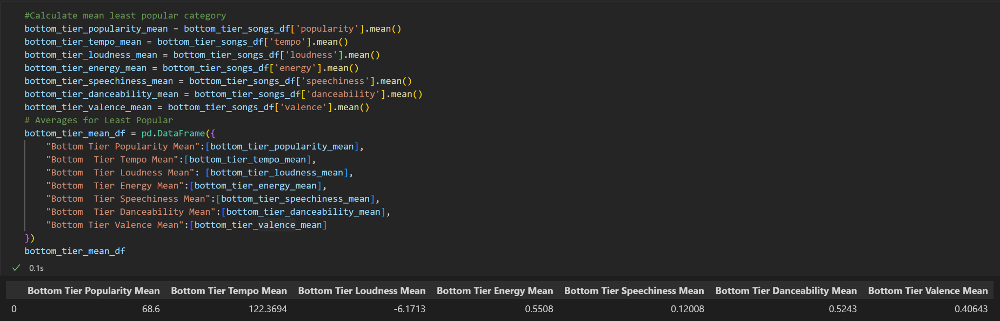 #Calculate mean least popular category
bottom_tier_popularity_mean = bottom_tier_songs_df['popularity'].mean()
bottom_tier_tempo_mean = bottom_tier_songs_df['tempo'].mean()
bottom_tier_loudness_mean = bottom_tier_songs_df['loudness'].mean()
bottom_tier_energy_mean = bottom_tier_songs_df['energy'].mean()
bottom_tier_speechiness_mean = bottom_tier_songs_df['speechiness'].mean()
bottom_tier_danceability_mean = bottom_tier_songs_df['danceability'].mean()
bottom_tier_valence_mean = bottom_tier_songs_df['valence'].mean()
# Averages for Least Popular
bottom_tier_mean_df = pd.DataFrame({
    "Bottom Tier Popularity Mean":[bottom_tier_popularity_mean],
    "Bottom  Tier Tempo Mean":[bottom_tier_tempo_mean],
    "Bottom  Tier Loudness Mean": [bottom_tier_loudness_mean],
    "Bottom  Tier Energy Mean":[bottom_tier_energy_mean],
    "Bottom  Tier Speechiness Mean":[bottom_tier_speechiness_mean],
    "Bottom  Tier Danceability Mean":[bottom_tier_danceability_mean],
    "Bottom Tier Valence Mean":[bottom_tier_valence_mean]
})
bottom_tier_mean_df
0.1s
Bottom Tier Popularity Mean Bottom Tier Tempo Mean Bottom Tier Loudness Mean Bottom Tier Energy Mean Bottom Tier Speechiness Mean Bottom Tier Danceability Mean Bottom Tier Valence Mean
0 68.6 122.3694 -6.1713 0.5508 0.12008 0.5243 0.40643